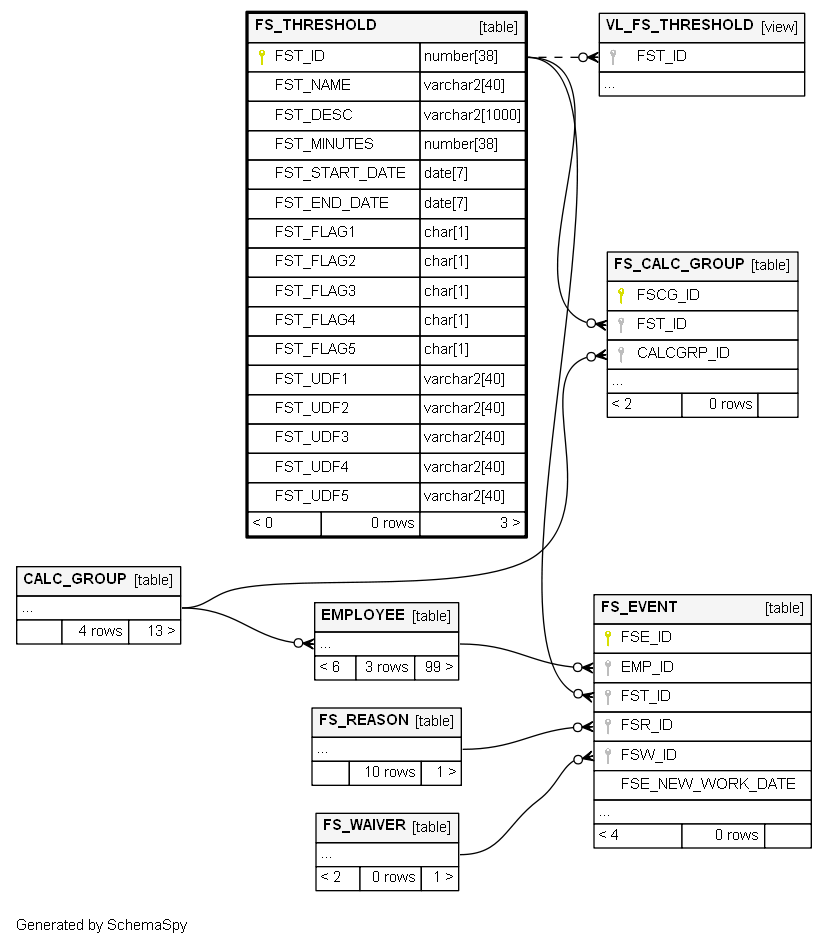 FS_THRESHOLD [table]
FST_ID number[38]
FST_NAME varchar2[40]
FST_DESC varchar2[1000]
FST_MINUTES number[38]
FST_START_DATE date[7]
FST_END_DATE date[7]
FST_FLAG1 char[1]
FST_FLAG2 char[1]
FST_FLAG3 char[1]
FST_FLAG4 char[1]
FST_FLAG5 char[1]
FST_UDF1 varchar2[40]
FST_UDF2 varchar2[40]
FST_UDF3 varchar2[40]
FST_UDF4 varchar2[40]
FST_UDF5 varchar2[40]
< 0 0 rows 3 >
VL_FS_THRESHOLD [view]
FST_ID
...
FS_CALC_GROUP [table]
FSCG_ID
FST_ID
CALCGRP_ID
...
< 2 0 rows
CALC_GROUP [table]
...
4 rows 13 >
EMPLOYEE [table]
...
< 6 3 rows 99 >
FS_REASON [table]
...
10 rows 1 >
FS_WAIVER [table]
...
< 2 0 rows 1 >
FS_EVENT [table]
FSE_ID
EMP_ID
FST_ID
FSR_ID
FSW_ID
FSE_NEW_WORK_DATE
...
< 4 0 rows
Generated by SchemaSpy